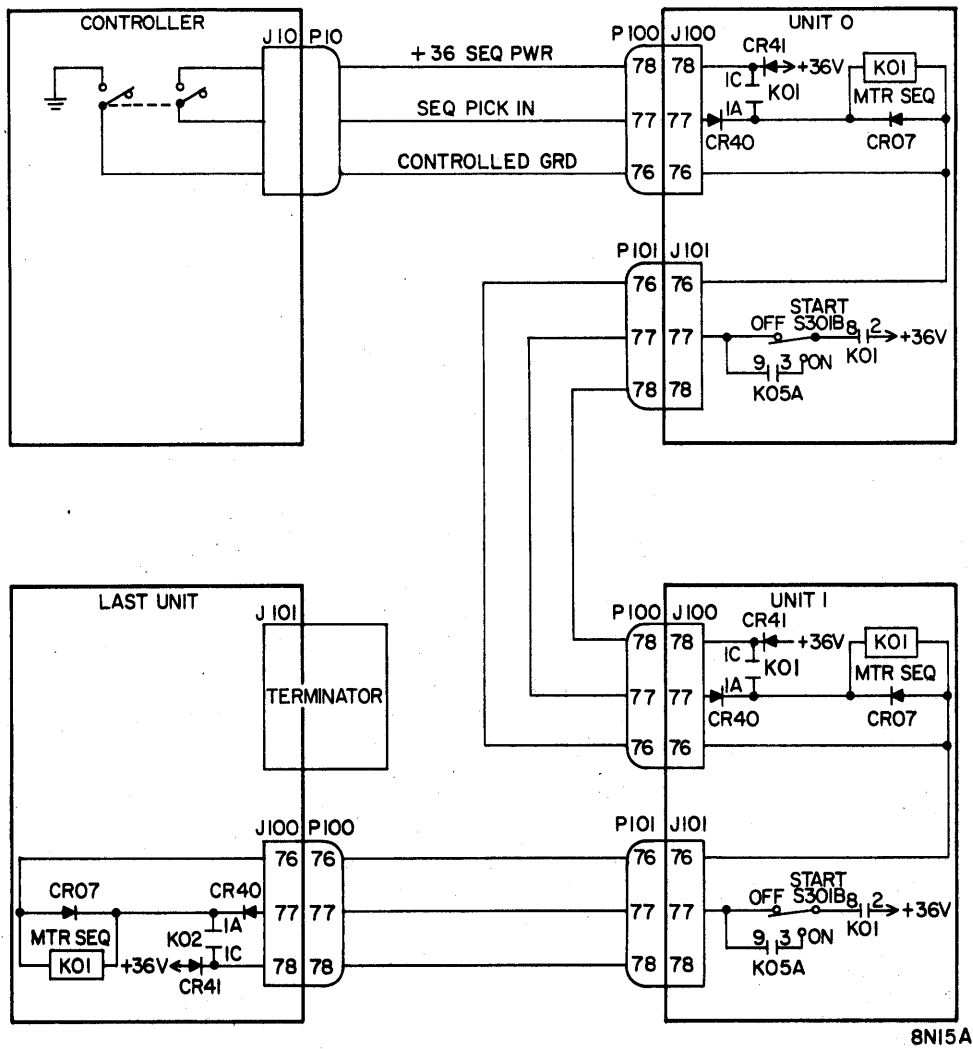 CONTROLLER
J10 P10
+36 SEQ PWR
SEQ PICK IN
CONTROLLED GRD
UNIT 0
P100 J100
78 78
77 77
76 76
CR41
+36V
1C
K01
1A
CR40
K01
MTR SEQ
CR07
P101 J101
76 76
77 77
78 78
START
OFF S301B 8 2
+36V
K01
9 3 ON
K05A
UNIT 1
P100 J100
78 78
77 77
76 76
CR41
+36V
1C
K01
1A
CR40
K01
MTR SEQ
CR07
P101 J101
76 76
77 77
78 78
START
OFF S301B 8 2
+36V
K01
9 3 ON
K05A
LAST UNIT
J101
TERMINATOR
J100 P100
76 76
77 77
78 78
CR07
CR40
1A
K02
1C
MTR SEQ
K01
+36V
CR41
8N15A